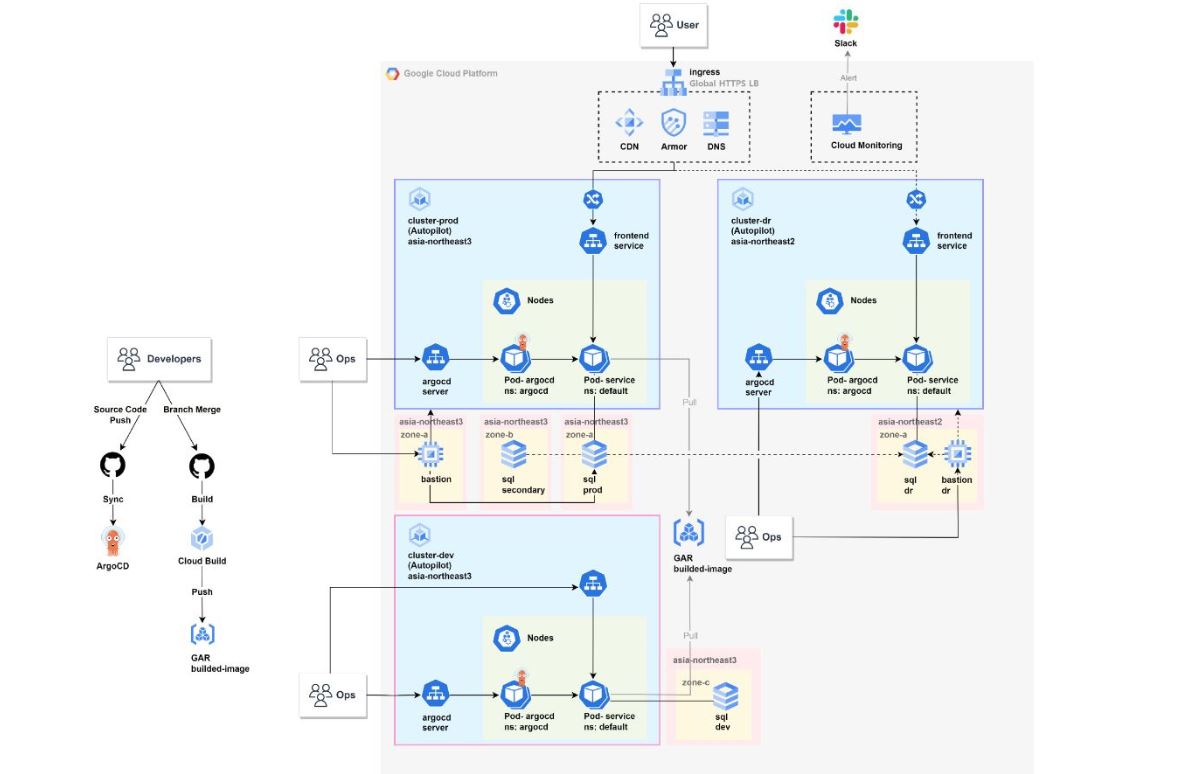 User
Slack
Alert
Google Cloud Platform
ingress
Global HTTPS LB
CDN
Armor
DNS
Cloud Monitoring
cluster-prod
(Autopilot)
asia-northeast3
frontend
service
Nodes
argocd
server
Pod- argocd
ns: argocd
Pod- service
ns: default
cluster-dr
(Autopilot)
asia-northeast2
frontend
service
Nodes
argocd
server
Pod- argocd
ns: argocd
Pod- service
ns: default
Developers
Source Code
Push
Branch Merge
Sync
ArgoCD
Build
Cloud Build
Push
GAR
builded-image
Ops
Pull
asia-northeast3
zone-a
bastion
asia-northeast3
zone-b
sql
secondary
asia-northeast3
zone-a
sql
prod
asia-northeast2
zone-a
sql
dr
bastion
dr
Ops
GAR
builded-image
Pull
cluster-dev
(Autopilot)
asia-northeast3
Nodes
Ops
argocd
server
Pod- argocd
ns: argocd
Pod- service
ns: default
asia-northeast3
zone-c
sql
dev